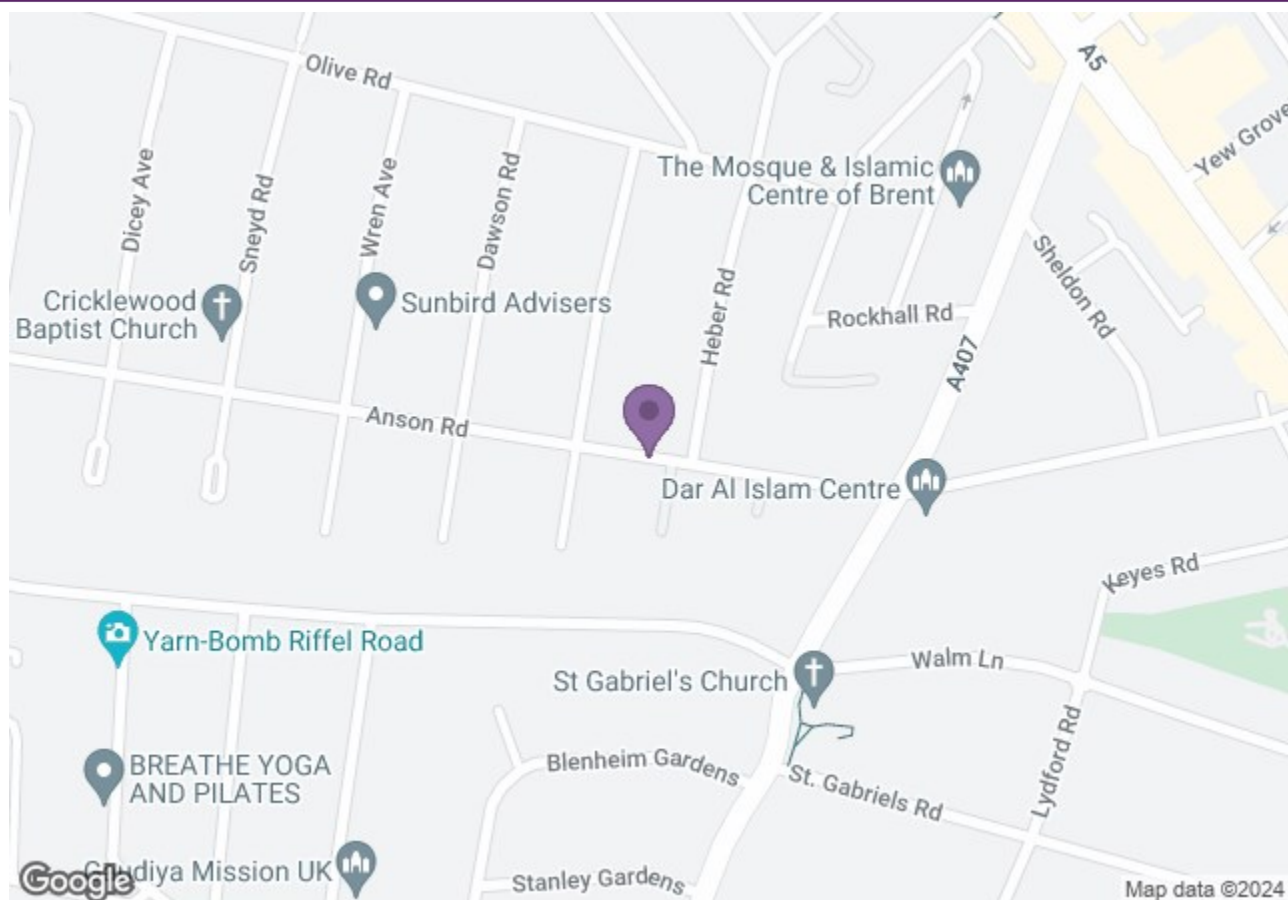 Olive Rd
A5
Yew Grove
The Mosque & Islamic
Centre of Brent
Dicey Ave
Sneyd Rd
Wren Ave
Dawson Rd
Heber Rd
Sheldon Rd
Cricklewood
Baptist Church
Sunbird Advisers
Rockhall Rd
A407
Anson Rd
Dar Al Islam Centre
Keyes Rd
Yarn-Bomb Riffel Road
Walm Ln
St Gabriel's Church
Lydford Rd
BREATHE YOGA
AND PILATES
Blenheim Gardens
St. Gabriels Rd
Gaudiya Mission UK
Stanley Gardens
Google
Map data ©2024